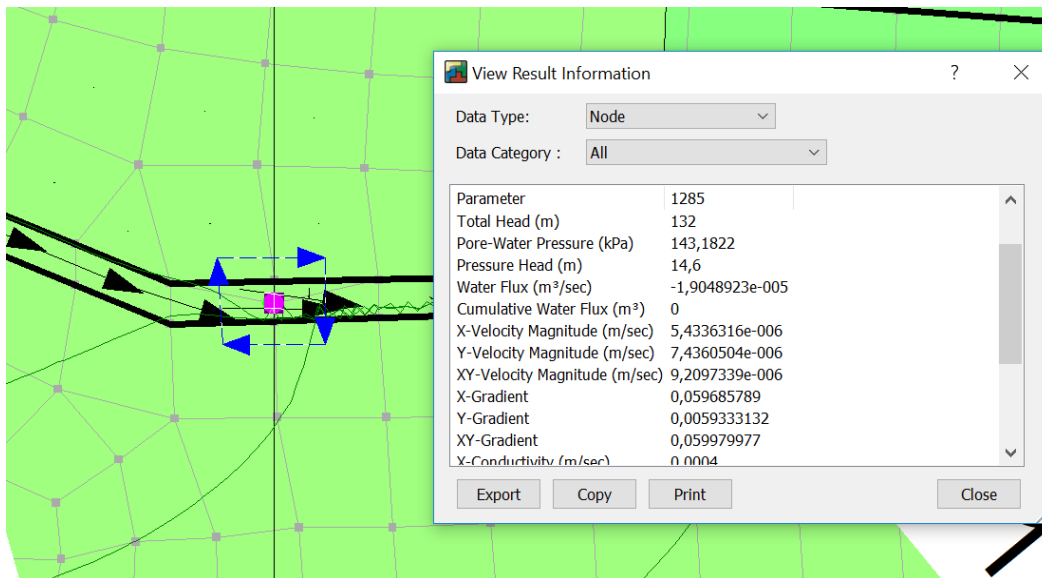 View Result Information
?
Data Type: Node
Data Category : All
Parameter 1285
Total Head (m) 132
Pore-Water Pressure (kPa) 143,1822
Pressure Head (m) 14,6
Water Flux (m³/sec) -1,9048923e-005
Cumulative Water Flux (m³) 0
X-Velocity Magnitude (m/sec) 5,4336316e-006
Y-Velocity Magnitude (m/sec) 7,4360504e-006
XY-Velocity Magnitude (m/sec) 9,2097339e-006
X-Gradient 0,059685789
Y-Gradient 0,0059333132
XY-Gradient 0,059979977
X-Conductivity (m/sec) 0,0004
Export Copy Print Close